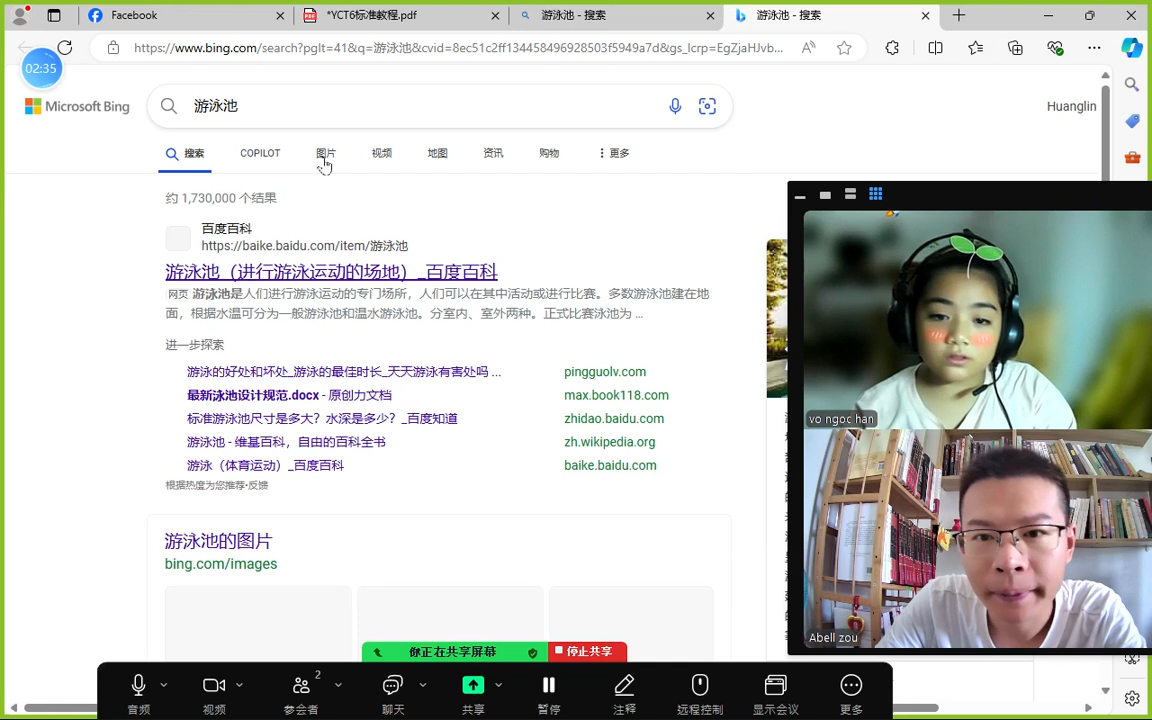 Facebook
*YCT6标准教程.pdf
游泳池 - 搜索
游泳池 - 搜索
https://www.bing.com/search?pglt=41&q=游泳池&cvid=8ec51c2ff134458496928503f5949a7d&gs_lcrp=EgZjaHJvb...
02:35
Microsoft Bing
游泳池
Huanglin
搜索 COPILOT 图片 视频 地图 资讯 购物 更多
约 1,730,000 个结果
百度百科
https://baike.baidu.com/item/游泳池
游泳池（进行游泳运动的场地）_百度百科
网页 游泳池是人们进行游泳运动的专门场所，人们可以在其中活动或进行比赛。多数游泳池建在地
面，根据水温可分为一般游泳池和温水游泳池。分室内、室外两种。正式比赛泳池为 ...
进一步探索
游泳的好处和坏处_游泳的最佳时长_天天游泳有害处吗 ... pingguolv.com
最新泳池设计规范.docx - 原创力文档 max.book118.com
标准游泳池尺寸是多大？水深是多少？_百度知道 zhidao.baidu.com
游泳池 - 维基百科，自由的百科全书 zh.wikipedia.org
游泳（体育运动）_百度百科 baike.baidu.com
根据热度为您推荐•反馈
游泳池的图片
bing.com/images
vo ngoc han
Abell zou
你正在共享屏幕 停止共享
2
音频 视频 参会者 聊天 共享 暂停 注释 远程控制 显示会议 更多